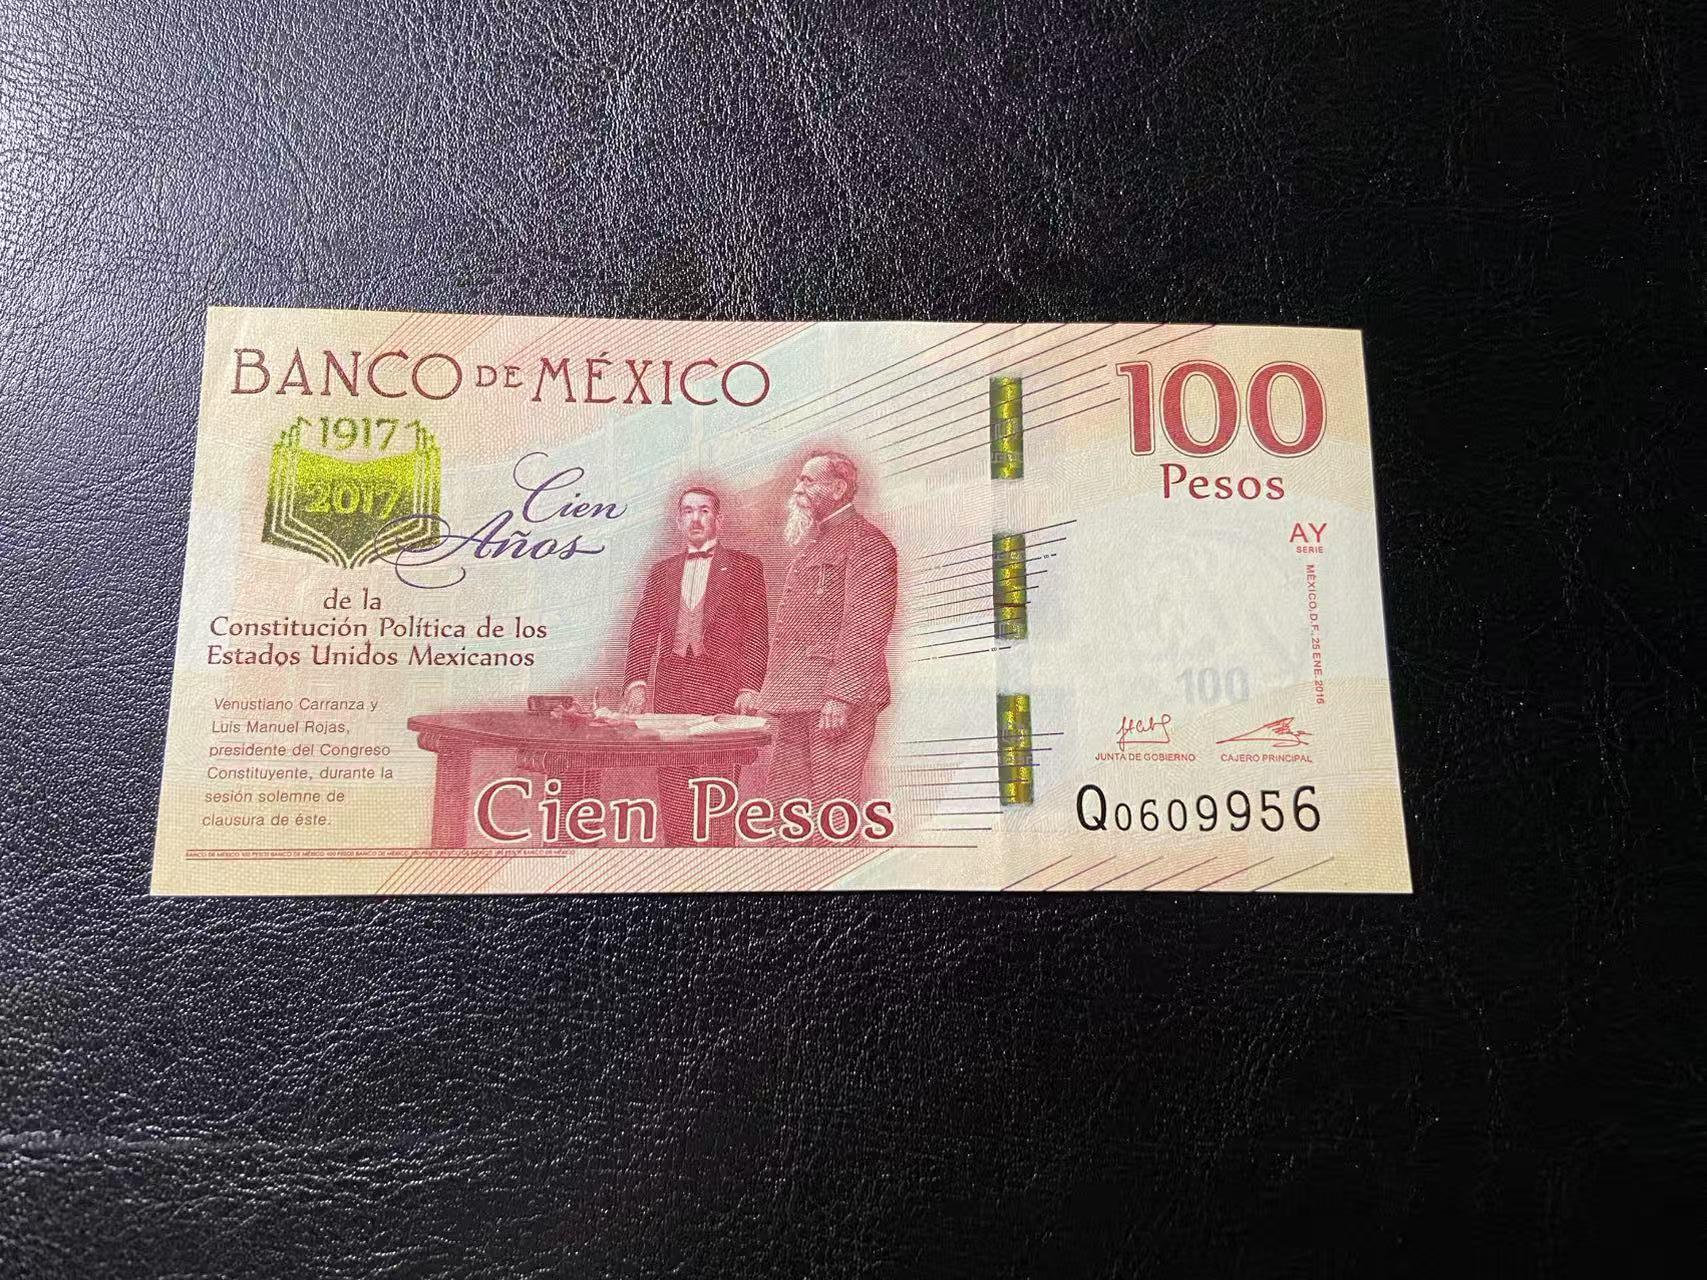 BANCO DE MÉXICO
1917
2017
Cien
Años
de la
Constitución Política de los
Estados Unidos Mexicanos
Venustiano Carranza y
Luis Manuel Rojas,
presidente del Congreso
Constituyente, durante la
sesión solemne de
clausura de éste.
Cien Pesos
100
Pesos
AY
SERIE
MÉXICO, D.F., 25 ENE. 2016
100
JUNTA DE GOBIERNO
CAJERO PRINCIPAL
Q0609956